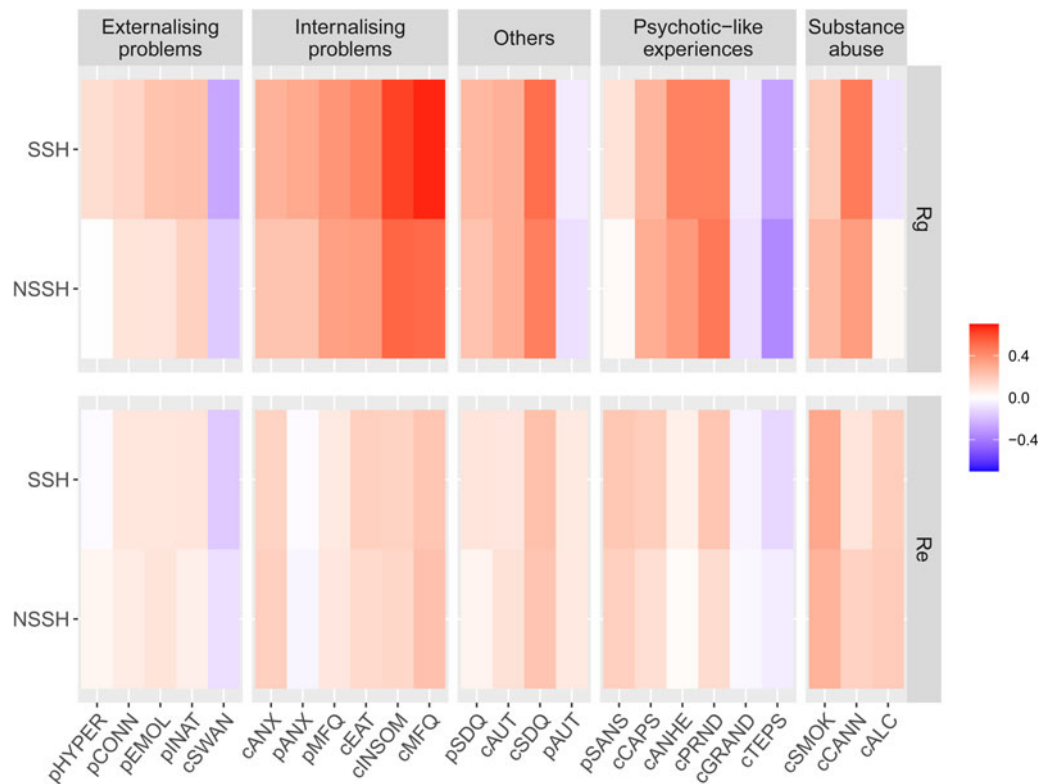 Externalising
problems
Internalising
problems
Others
Psychotic−like
experiences
Substance
abuse
SSH
NSSH
Rg
SSH
NSSH
Re
0.4
0.0
−0.4
pHYPER
pCONN
pEMOL
pINAT
cSWAN
cANX
pANX
pMFQ
cEAT
cINSOM
cMFQ
pSDQ
cAUT
cSDQ
pAUT
pSANS
cCAPS
cANHE
cPRND
cGRAND
cTEPS
cSMOK
cCANN
cALC